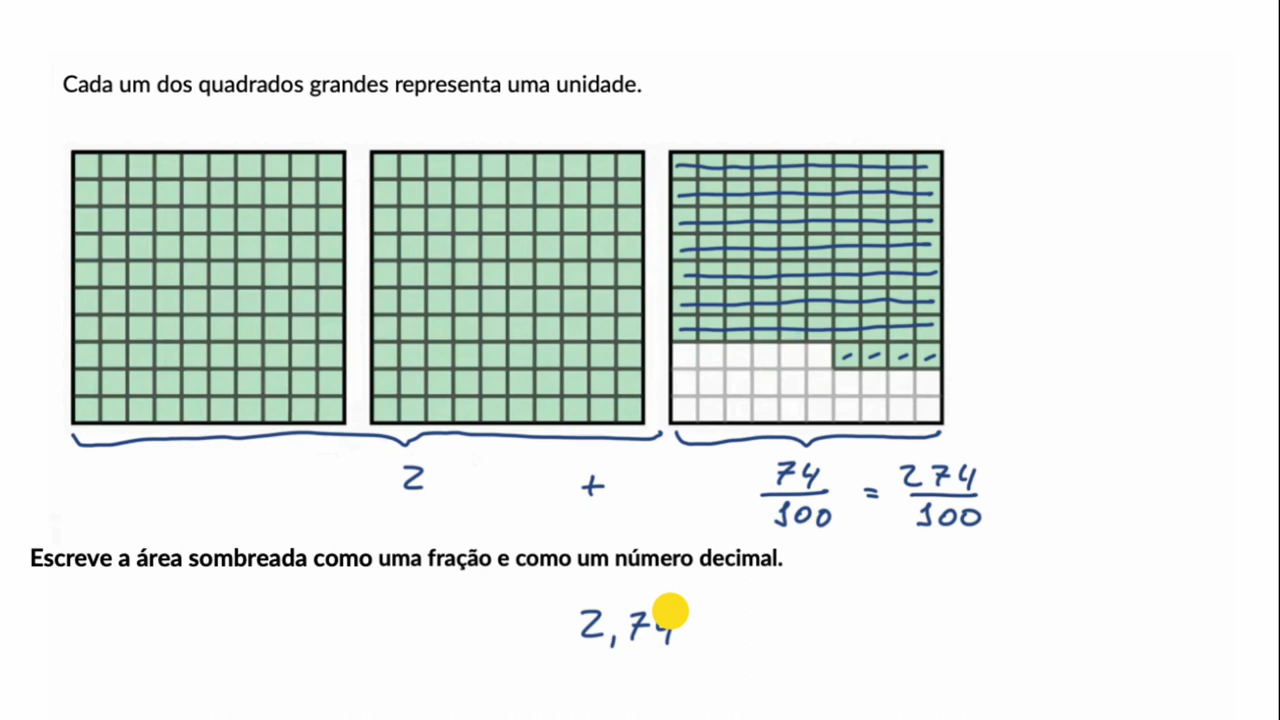 Cada um dos quadrados grandes representa uma unidade.
2 + 74/100 = 274/100
Escreve a área sombreada como uma fração e como um número decimal.
2,74